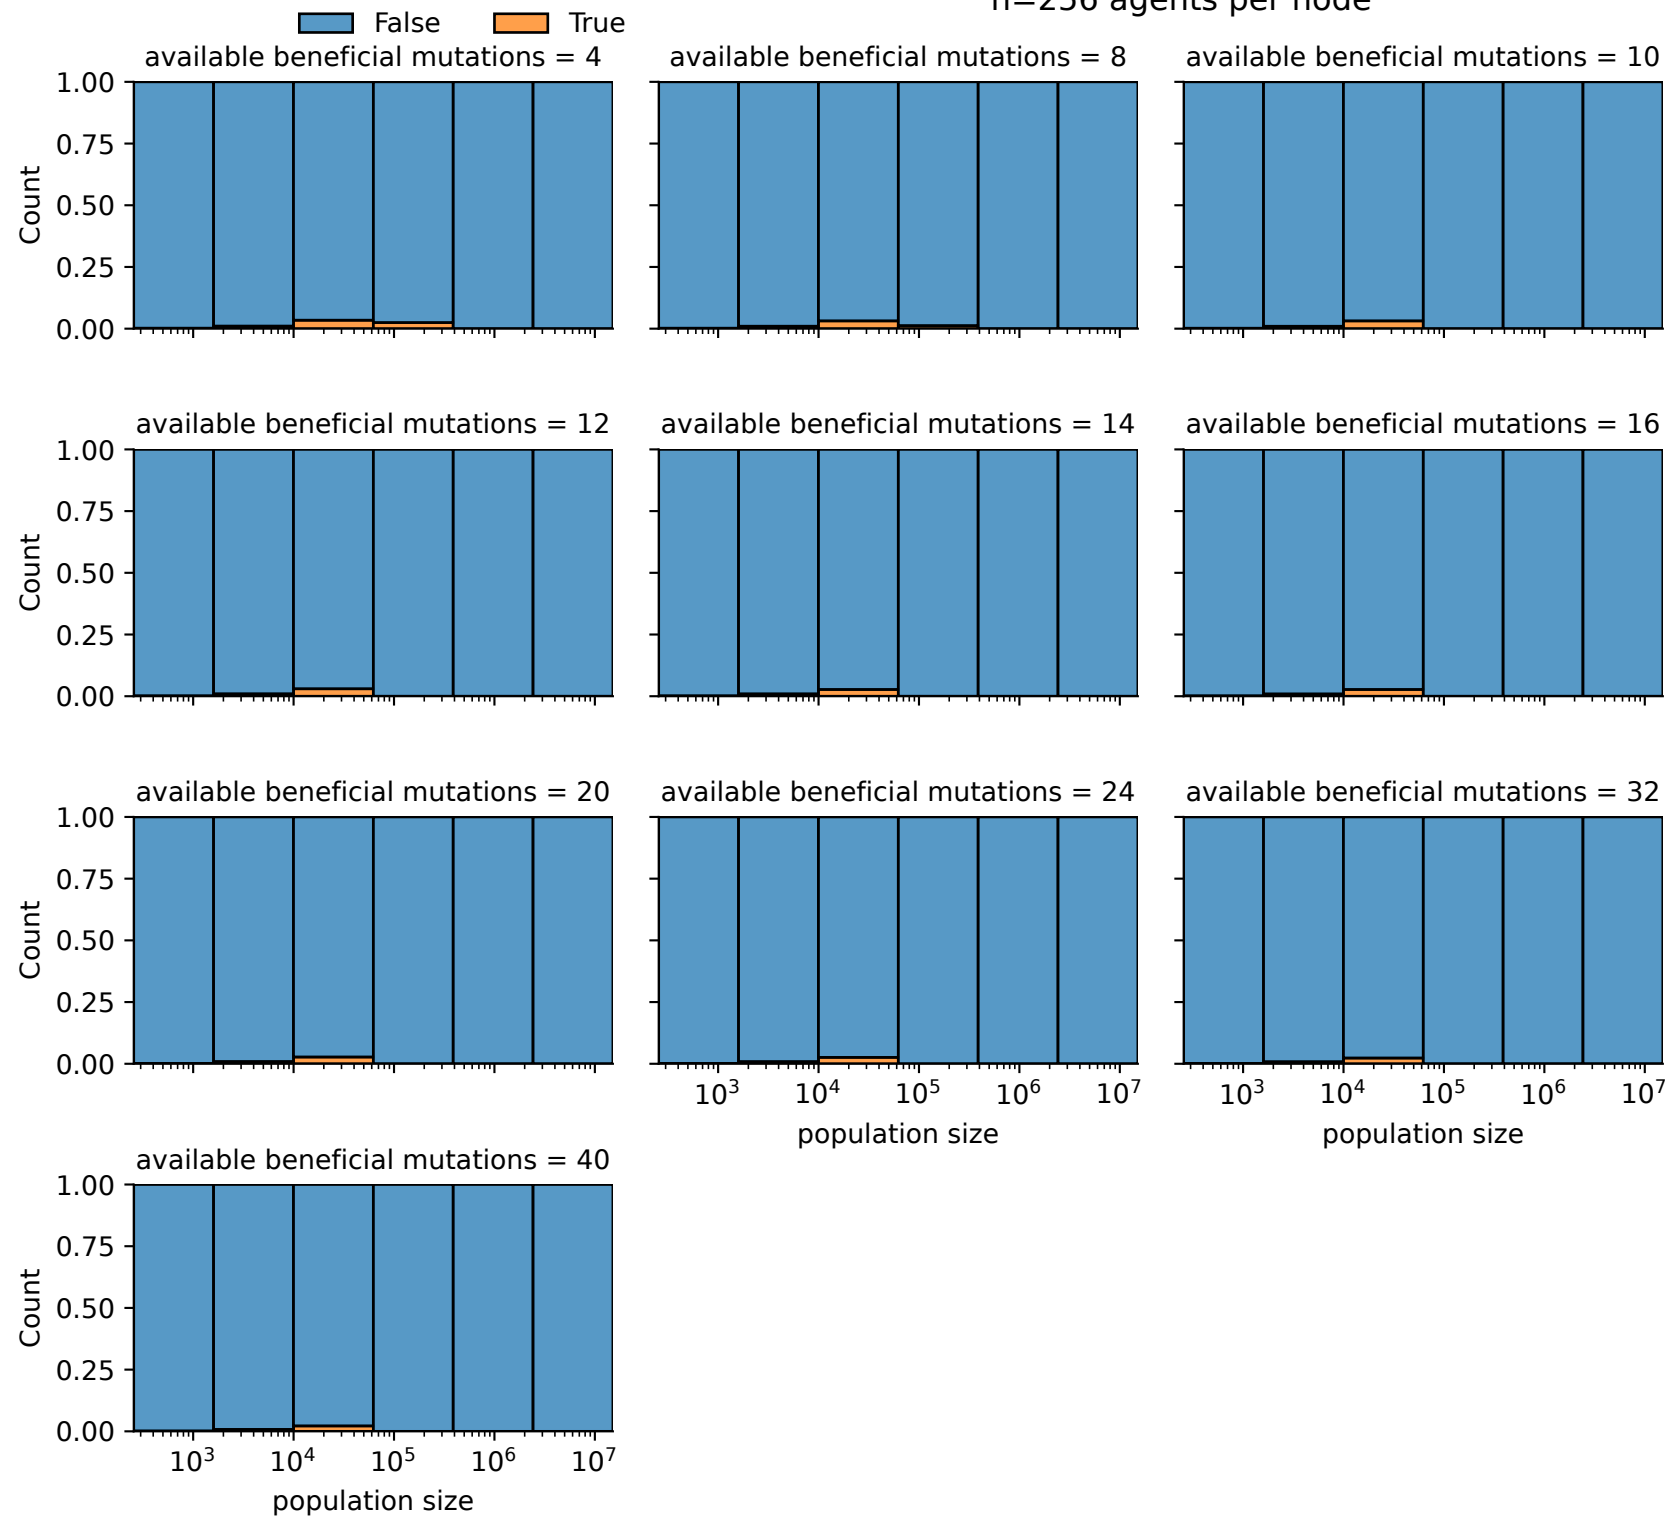 n=256 agents per node
False True
available beneficial mutations = 4
available beneficial mutations = 8
available beneficial mutations = 10
1.00
0.75
0.50
0.25
0.00
Count
available beneficial mutations = 12
available beneficial mutations = 14
available beneficial mutations = 16
1.00
0.75
0.50
0.25
0.00
Count
available beneficial mutations = 20
available beneficial mutations = 24
available beneficial mutations = 32
1.00
0.75
0.50
0.25
0.00
Count
10³ 10⁴ 10⁵ 10⁶ 10⁷
population size
10³ 10⁴ 10⁵ 10⁶ 10⁷
population size
available beneficial mutations = 40
1.00
0.75
0.50
0.25
0.00
Count
10³ 10⁴ 10⁵ 10⁶ 10⁷
population size